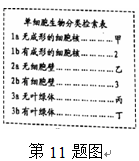 单细胞生物分类检索表
1a 无成形的细胞核……甲
1b 有成形的细胞核……2
2a 无细胞壁……乙
2b 有细胞壁……3
3a 无叶绿体……丙
3b 有叶绿体……丁
第 11 题图